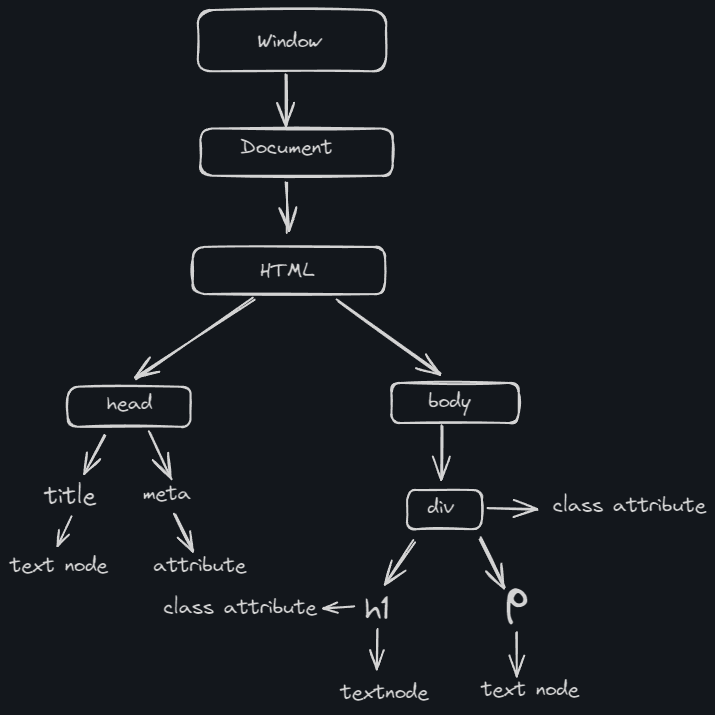 Window
Document
HTML
head
body
title
meta
div
class attribute
text node
attribute
class attribute
h1
p
textnode
text node